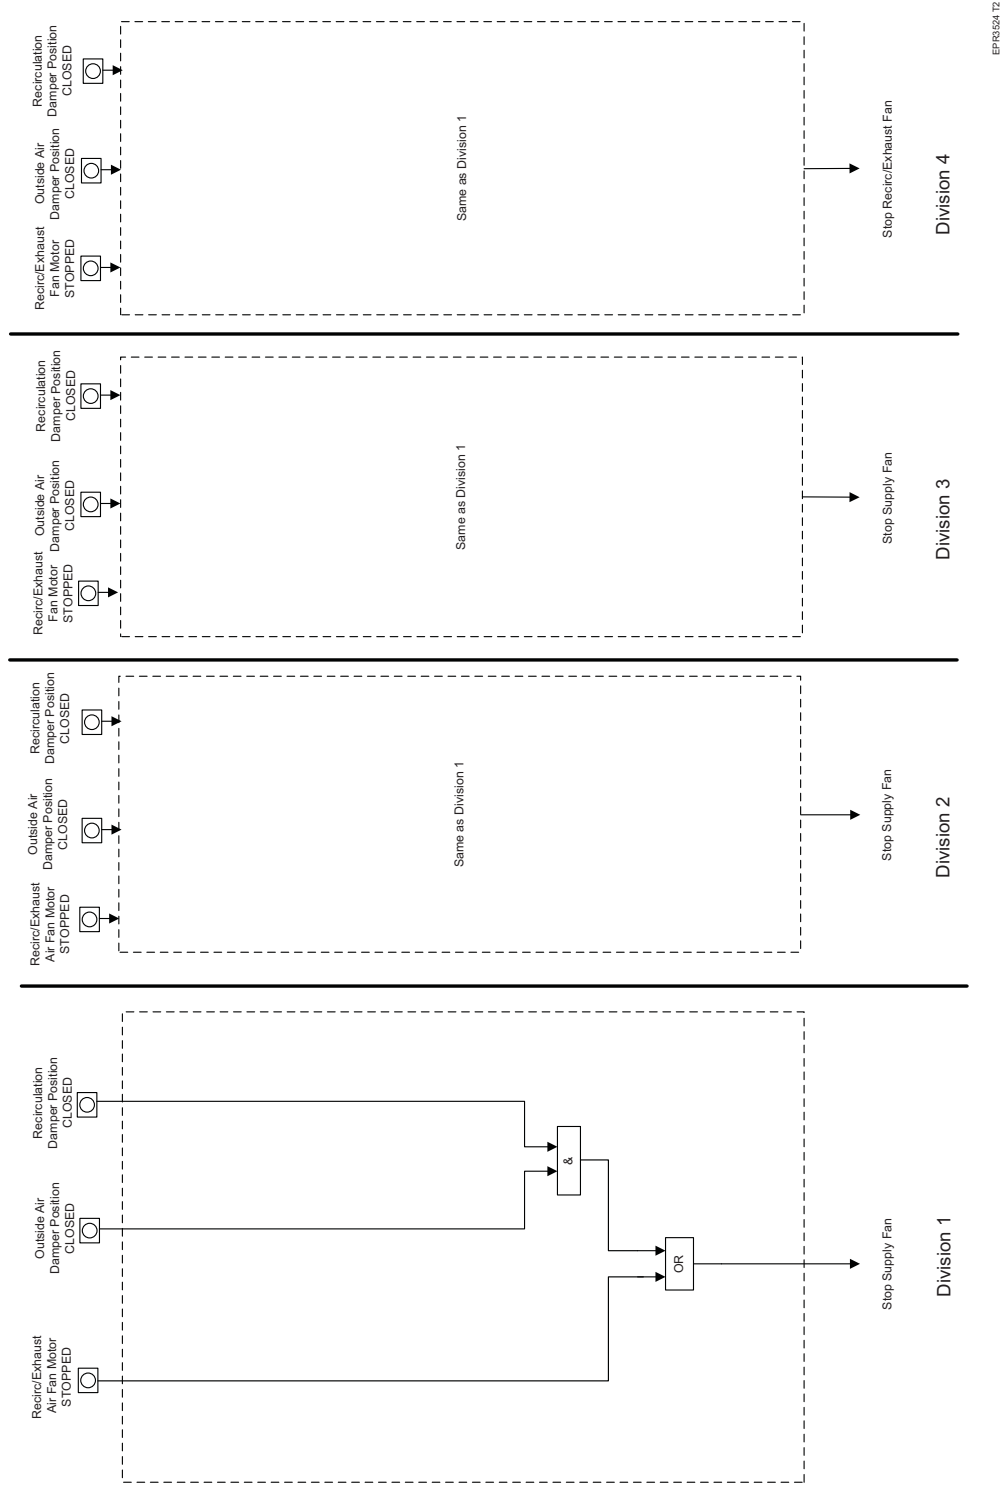 Recirc/Exhaust
Air Fan Motor
STOPPED
Outside Air
Damper Position
CLOSED
Recirculation
Damper Position
CLOSED
&
OR
Stop Supply Fan
Division 1
Recirc/Exhaust
Air Fan Motor
STOPPED
Outside Air
Damper Position
CLOSED
Recirculation
Damper Position
CLOSED
Same as Division 1
Stop Supply Fan
Division 2
Recirc/Exhaust
Fan Motor
STOPPED
Outside Air
Damper Position
CLOSED
Recirculation
Damper Position
CLOSED
Same as Division 1
Stop Supply Fan
Division 3
Recirc/Exhaust
Fan Motor
STOPPED
Outside Air
Damper Position
CLOSED
Recirculation
Damper Position
CLOSED
Same as Division 1
Stop Recirc/Exhaust Fan
Division 4
EPR3524 T2